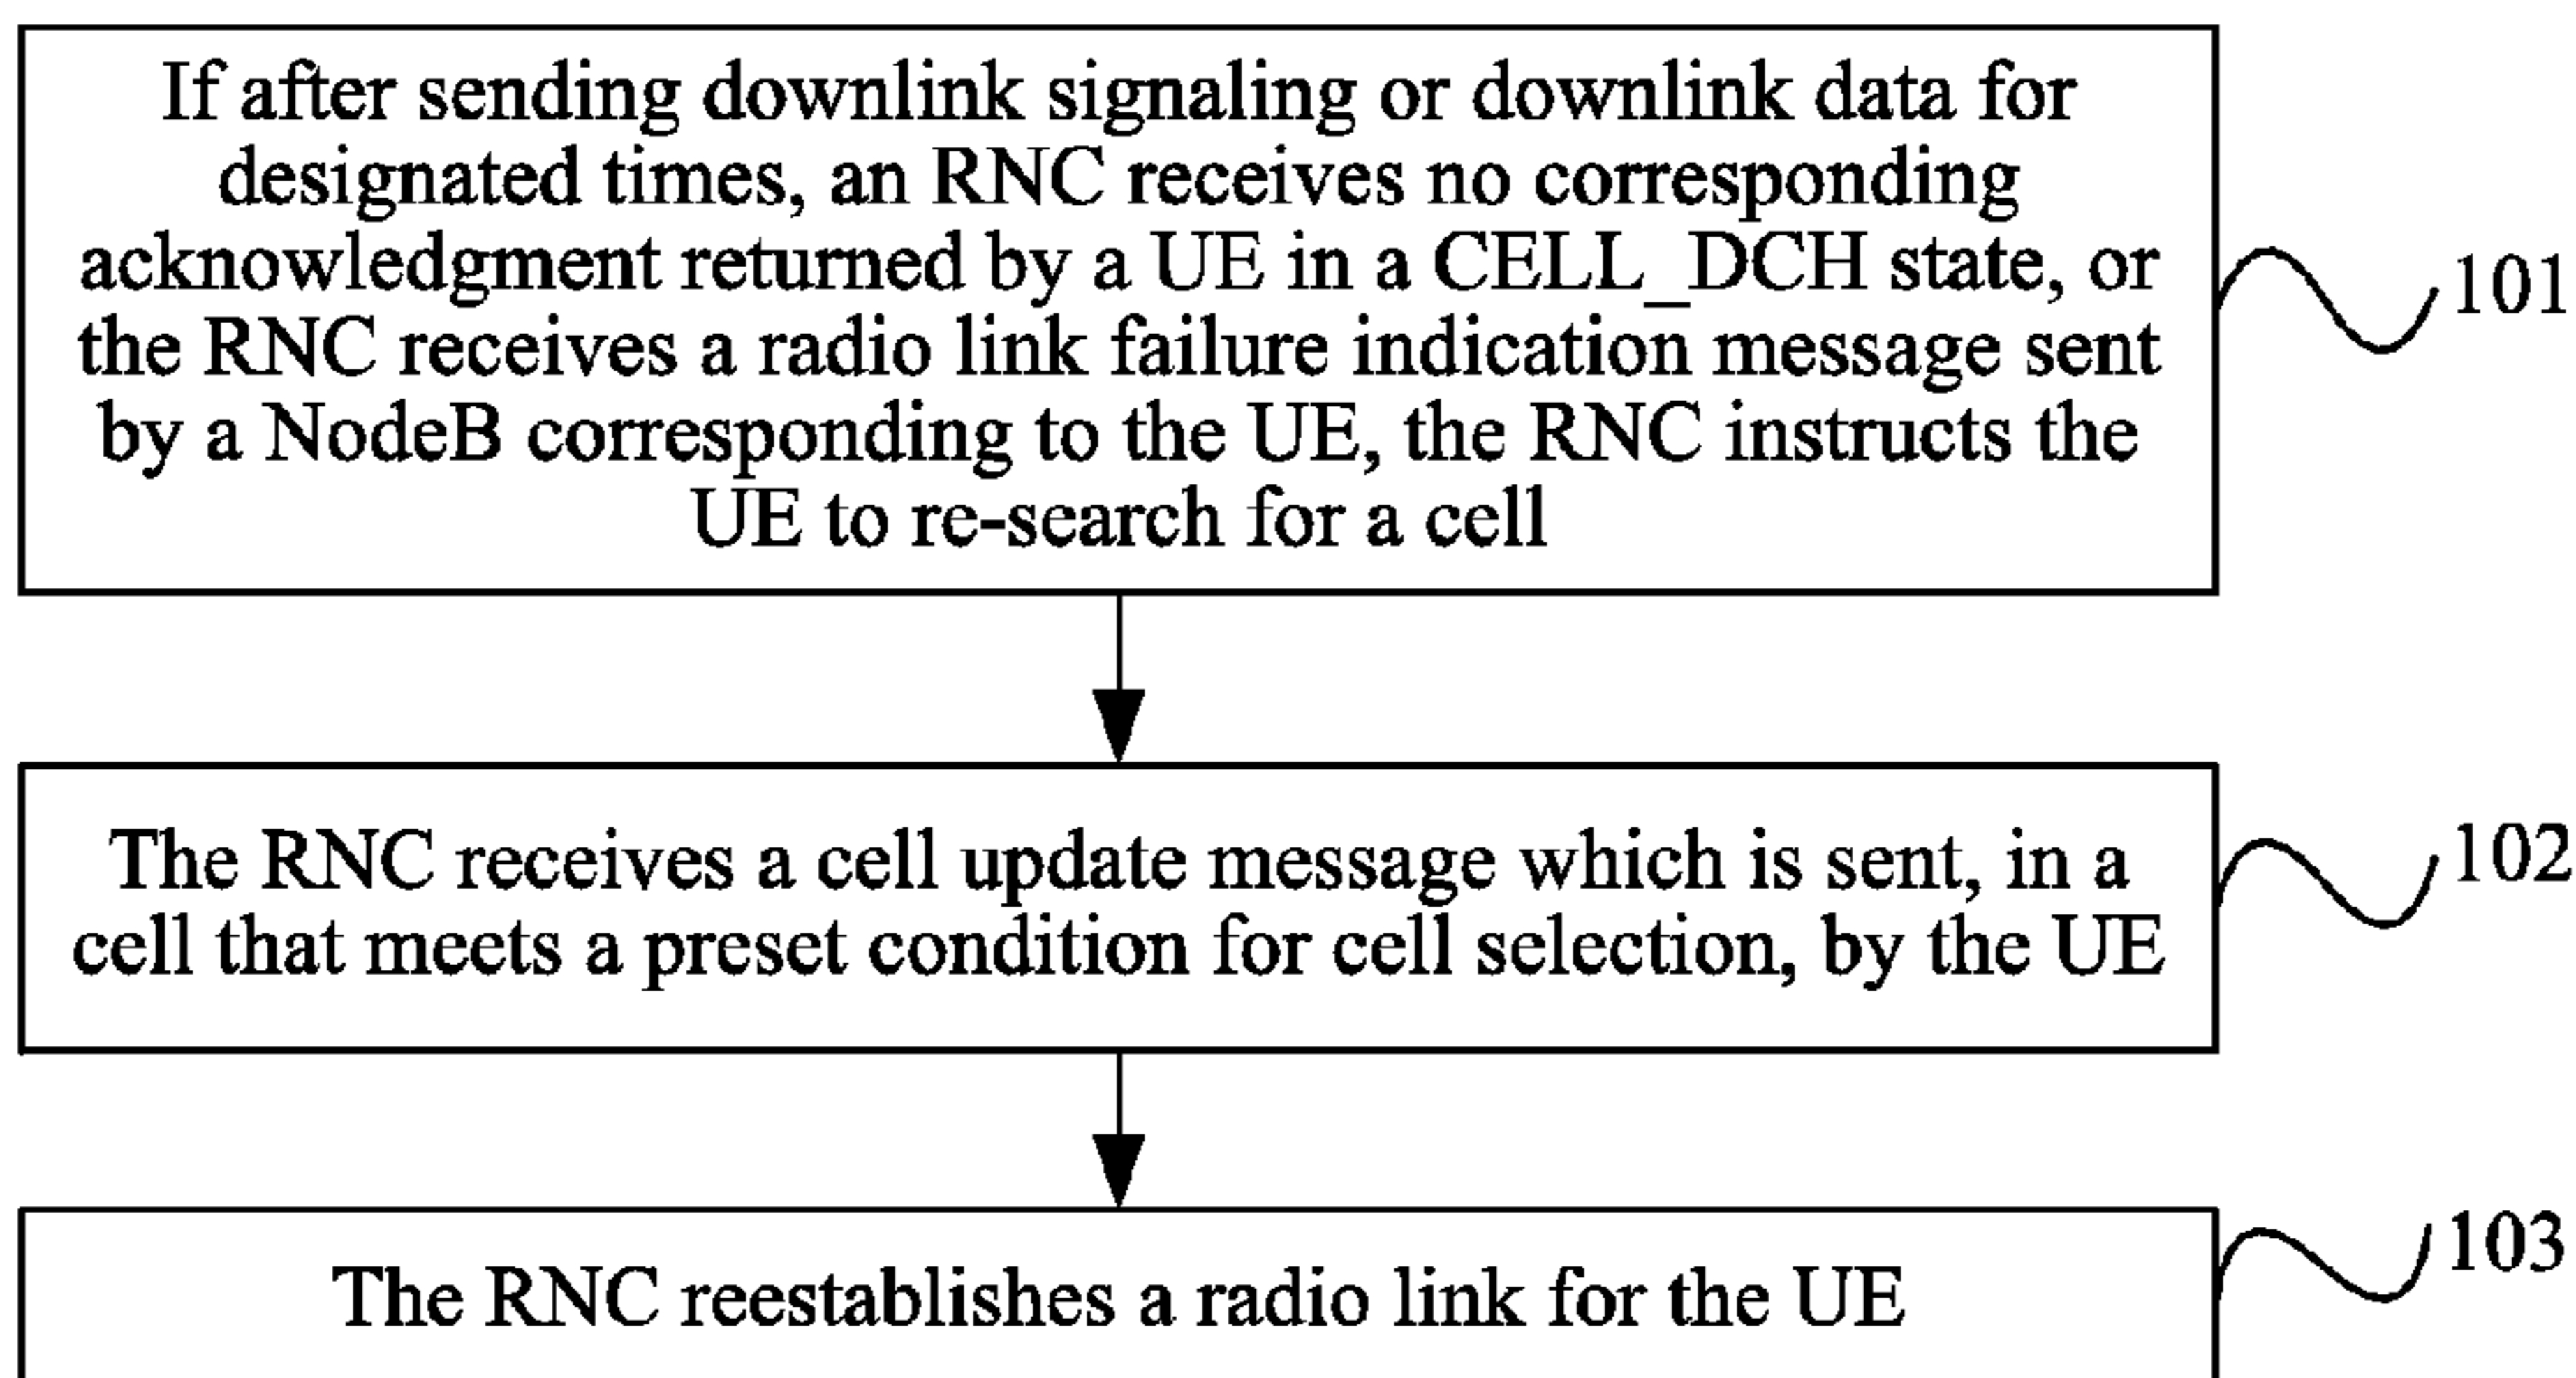 If after sending downlink signaling or downlink data for
designated times, an RNC receives no corresponding
acknowledgment returned by a UE in a CELL_DCH state, or
the RNC receives a radio link failure indication message sent
by a NodeB corresponding to the UE, the RNC instructs the
UE to re-search for a cell
101
The RNC receives a cell update message which is sent, in a
cell that meets a preset condition for cell selection, by the UE
102
The RNC reestablishes a radio link for the UE
103